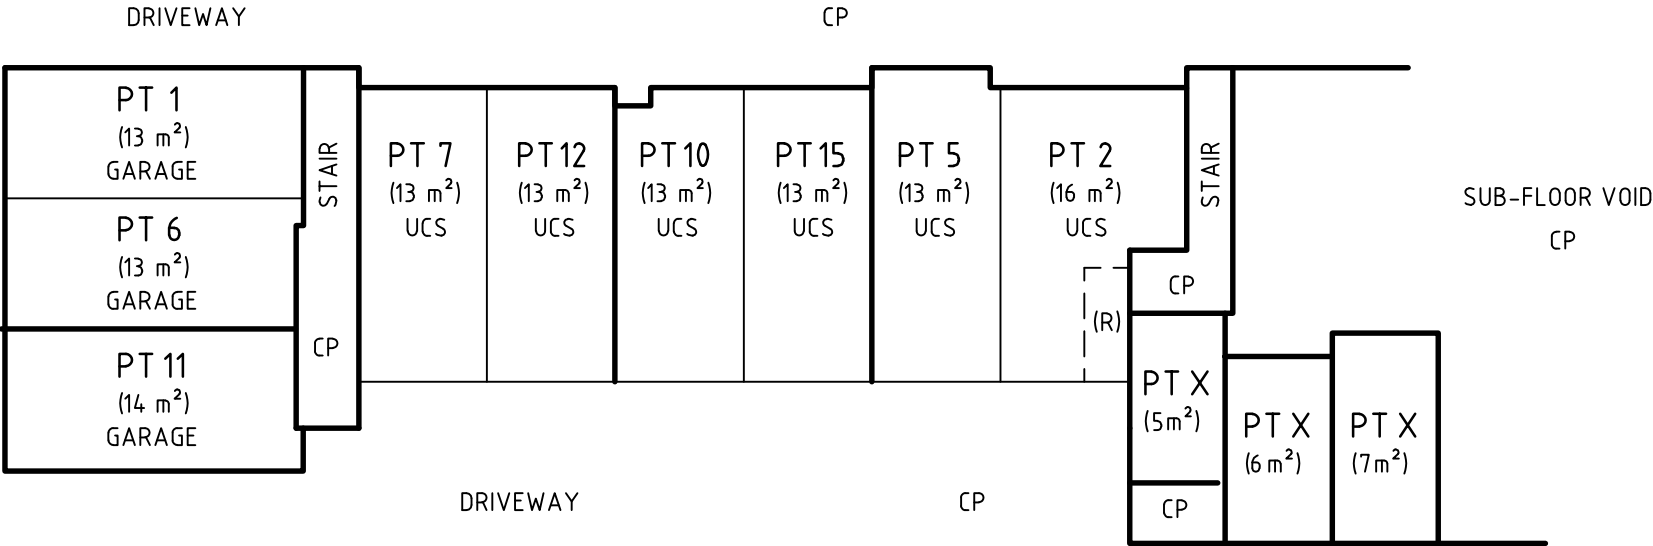 DRIVEWAY
CP
PT 1
(13 m²)
GARAGE
PT 6
(13 m²)
GARAGE
PT 11
(14 m²)
GARAGE
STAIR
CP
PT 7
(13 m²)
UCS
PT 12
(13 m²)
UCS
PT 10
(13 m²)
UCS
PT 15
(13 m²)
UCS
PT 5
(13 m²)
UCS
PT 2
(16 m²)
UCS
(R)
STAIR
CP
PT X
(5m²)
CP
PT X
(6m²)
PT X
(7m²)
SUB-FLOOR VOID
CP
DRIVEWAY
CP